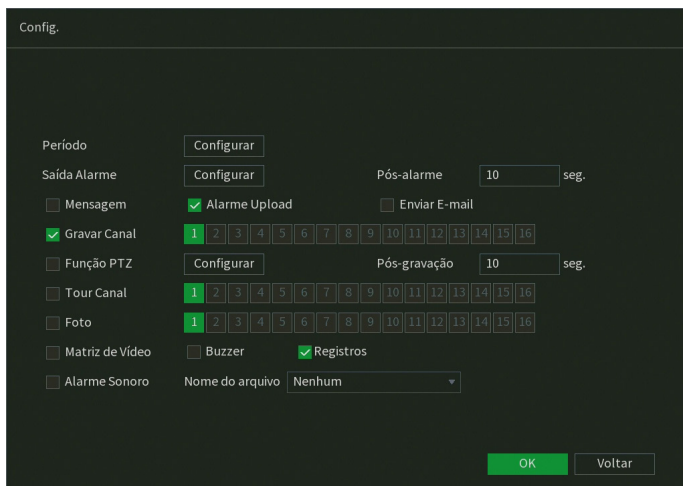 Config.
Período Configurar
Saída Alarme Configurar Pós-alarme 10 seg.
Mensagem Alarme Upload Enviar E-mail
Gravar Canal 1 2 3 4 5 6 7 8 9 10 11 12 13 14 15 16
Função PTZ Configurar Pós-gravação 10 seg.
Tour Canal 1 2 3 4 5 6 7 8 9 10 11 12 13 14 15 16
Foto 1 2 3 4 5 6 7 8 9 10 11 12 13 14 15 16
Matriz de Vídeo Buzzer Registros
Alarme Sonoro Nome do arquivo Nenhum
OK Voltar